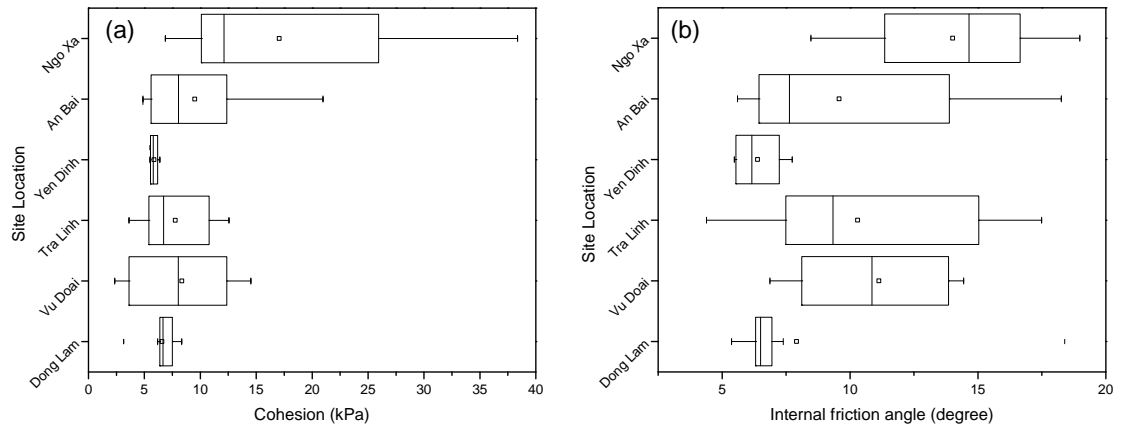 (a)
Ngo Xa
An Bai
Yen Dinh
Tra Linh
Vu Doai
Dong Lam
Site Location
0 5 10 15 20 25 30 35 40
Cohesion (kPa)
(b)
Ngo Xa
An Bai
Yen Dinh
Tra Linh
Vu Doai
Dong Lam
Site Location
5 10 15 20
Internal friction angle (degree)